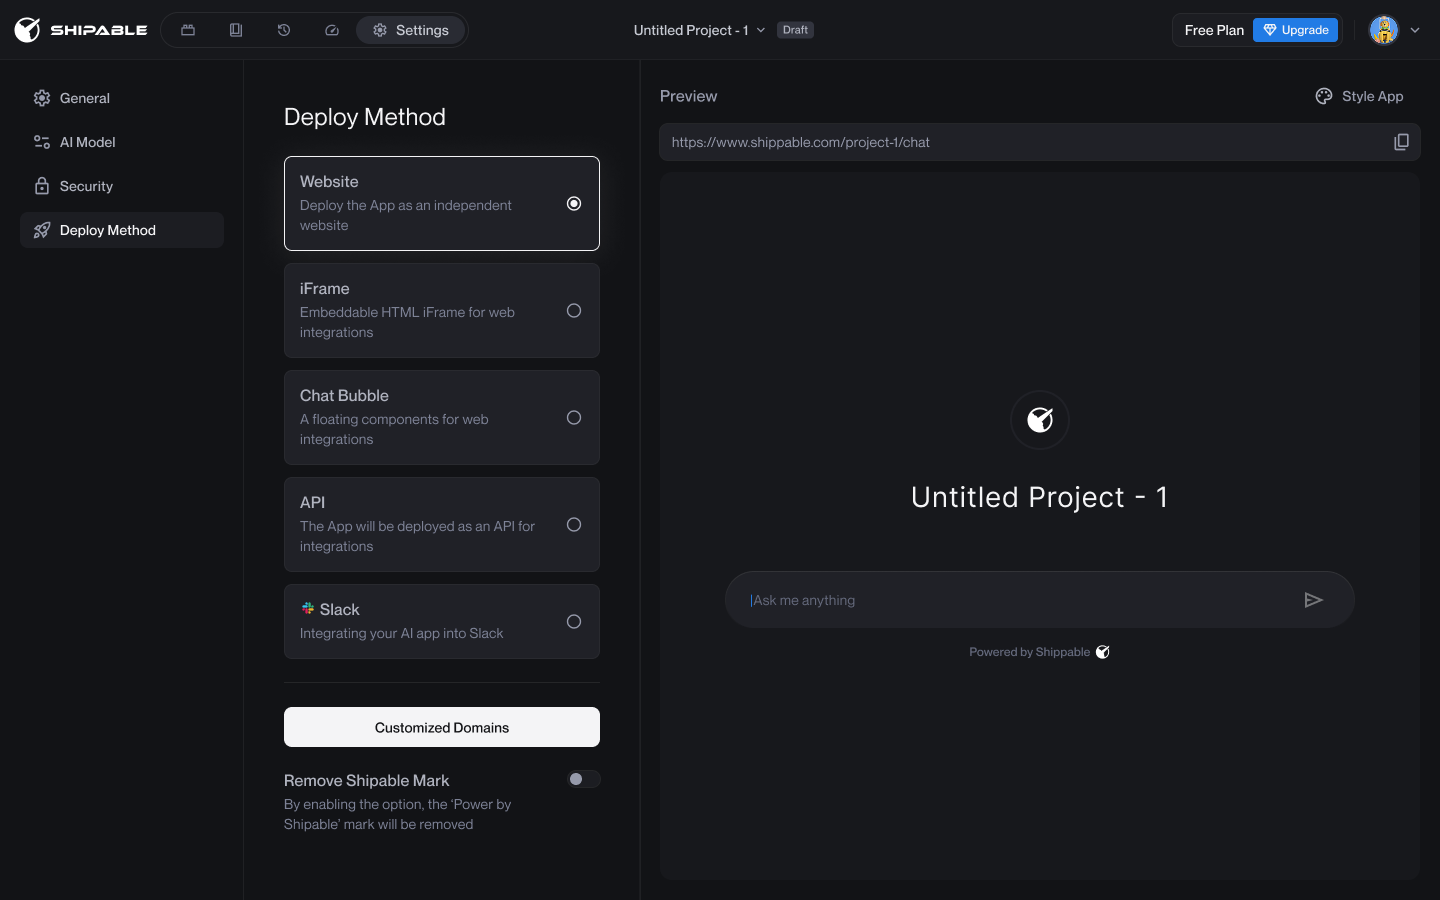 SHIPABLE
Settings
Untitled Project - 1
Draft
Free Plan
Upgrade
General
AI Model
Security
Deploy Method
Deploy Method
Website
Deploy the App as an independent
website
iFrame
Embeddable HTML iFrame for web
integrations
Chat Bubble
A floating components for web
integrations
API
The App will be deployed as an API for
integrations
Slack
Integrating your AI app into Slack
Customized Domains
Remove Shipable Mark
By enabling the option, the ‘Power by
Shipable’ mark will be removed
Preview
Style App
https://www.shippable.com/project-1/chat
Untitled Project - 1
Ask me anything
Powered by Shippable